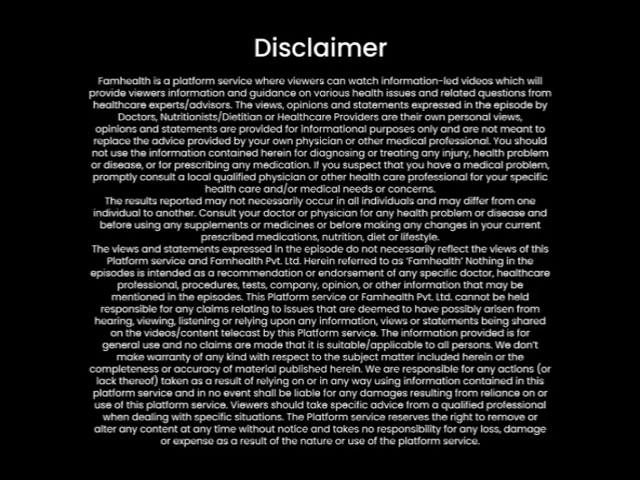 Disclaimer
Famhealth is a platform service where viewers can watch information-led videos which will
provide viewers information and guidance on various health issues and related questions from
healthcare experts/advisors. The views, opinions and statements expressed in the episode by
Doctors, Nutritionists/Dietitian or Healthcare Providers are their own personal views,
opinions and statements are provided for informational purposes only and are not meant to
replace the advice provided by your own physician or other medical professional. You should
not use the information contained herein for diagnosing or treating any injury, health problem
or disease, or for prescribing any medication. If you suspect that you have a medical problem,
promptly consult a local qualified physician or other health care professional for your specific
health care and/or medical needs or concerns.
The results reported may not necessarily occur in all individuals and may differ from one
individual to another. Consult your doctor or physician for any health problem or disease and
before using any supplements or medicines or before making any changes in your current
prescribed medications, nutrition, diet or lifestyle.
The views and statements expressed in the episode do not necessarily reflect the views of this
Platform service and Famhealth Pvt. Ltd. Herein referred to as 'Famhealth' Nothing in the
episodes is intended as a recommendation or endorsement of any specific doctor, healthcare
professional, procedures, tests, company, opinion, or other information that may be
mentioned in the episodes. This Platform service or Famhealth Pvt. Ltd. cannot be held
responsible for any claims relating to issues that are deemed to have possibly arisen from
hearing, viewing, listening or relying upon any information, views or statements being shared
on the videos/content telecast by this Platform service. The information provided is for
general use and no claims are made that it is suitable/applicable to all persons. We don't
make warranty of any kind with respect to the subject matter included herein or the
completeness or accuracy of material published herein. We are responsible for any actions (or
lack thereof) taken as a result of relying on or in any way using information contained in this
platform service and in no event shall be liable for any damages resulting from reliance on or
use of this platform service. Viewers should take specific advice from a qualified professional
when dealing with specific situations. The Platform service reserves the right to remove or
alter any content at any time without notice and takes no responsibility for any loss, damage
or expense as a result of the nature or use of the platform service.